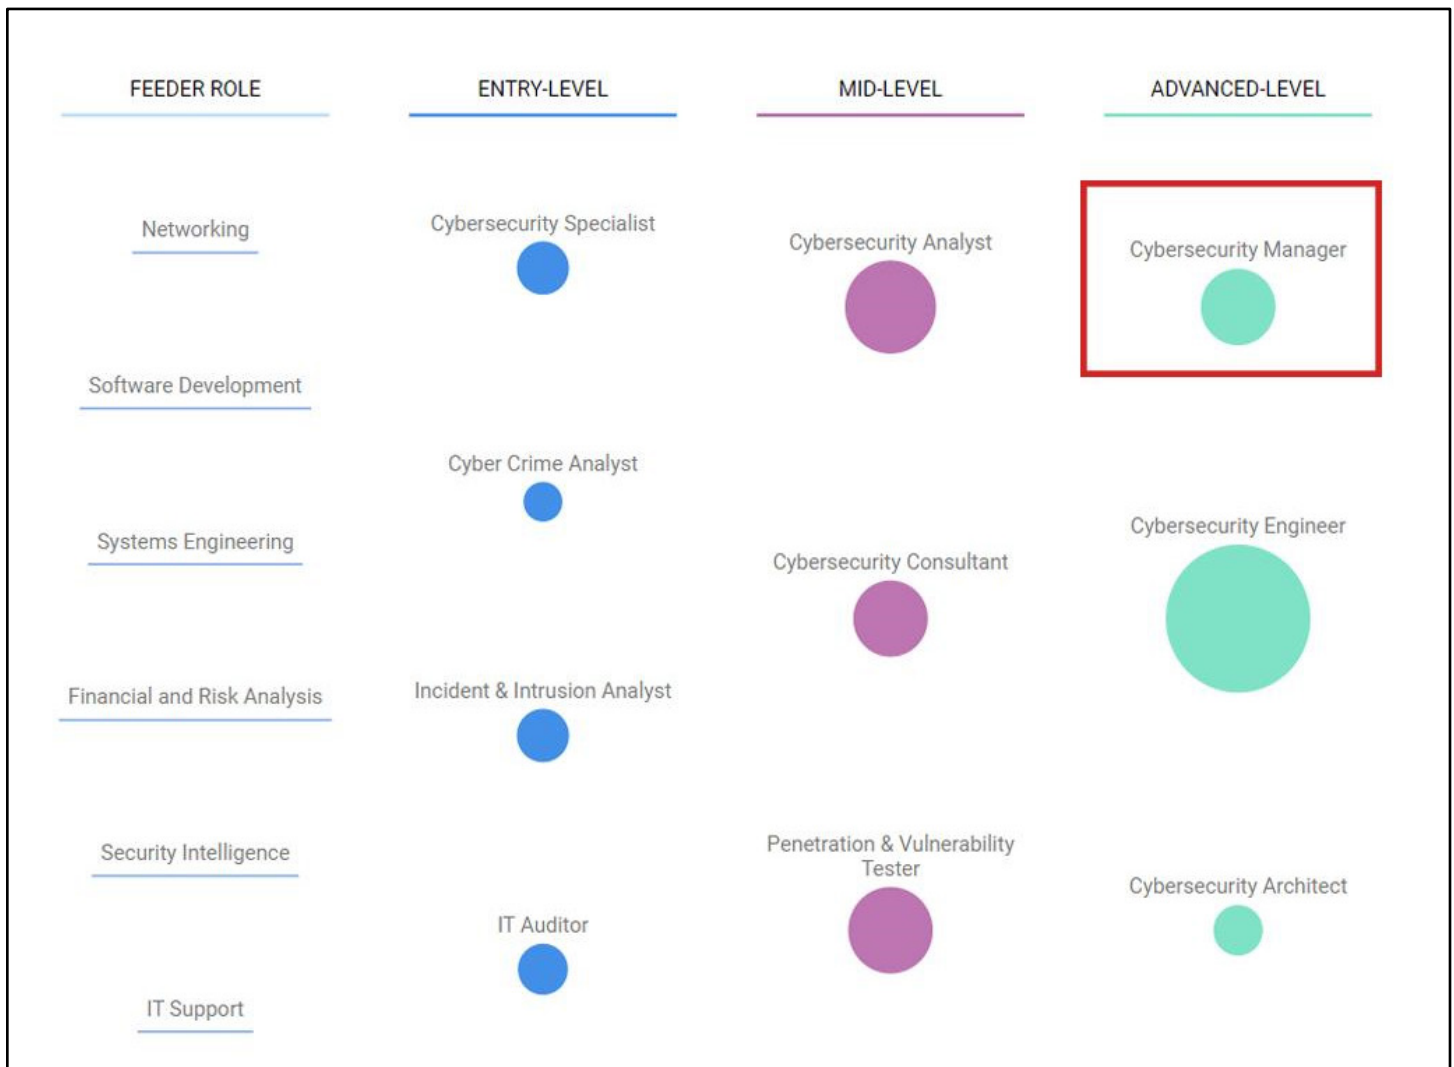 FEEDER ROLE
ENTRY-LEVEL
MID-LEVEL
ADVANCED-LEVEL
Networking
Software Development
Systems Engineering
Financial and Risk Analysis
Security Intelligence
IT Support
Cybersecurity Specialist
Cyber Crime Analyst
Incident & Intrusion Analyst
IT Auditor
Cybersecurity Analyst
Cybersecurity Consultant
Penetration & Vulnerability
Tester
Cybersecurity Manager
Cybersecurity Engineer
Cybersecurity Architect